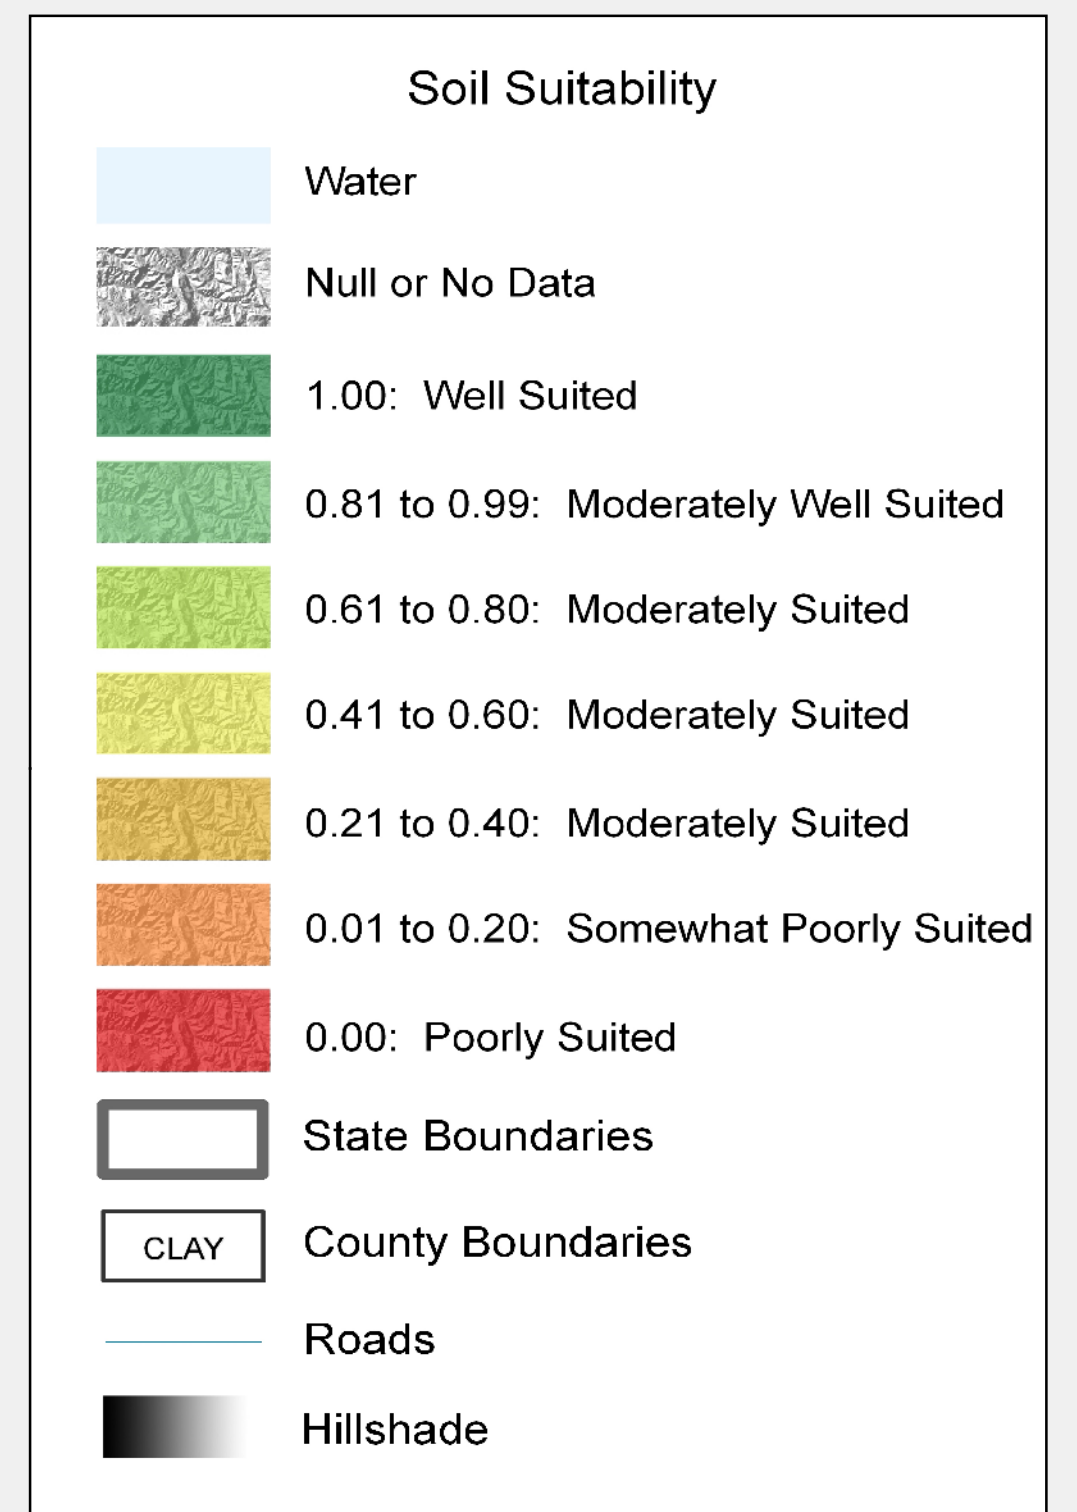 Soil Suitability
Water
Null or No Data
1.00:  Well Suited
0.81 to 0.99:  Moderately Well Suited
0.61 to 0.80:  Moderately Suited
0.41 to 0.60:  Moderately Suited
0.21 to 0.40:  Moderately Suited
0.01 to 0.20:  Somewhat Poorly Suited
0.00:  Poorly Suited
State Boundaries
CLAY County Boundaries
Roads
Hillshade